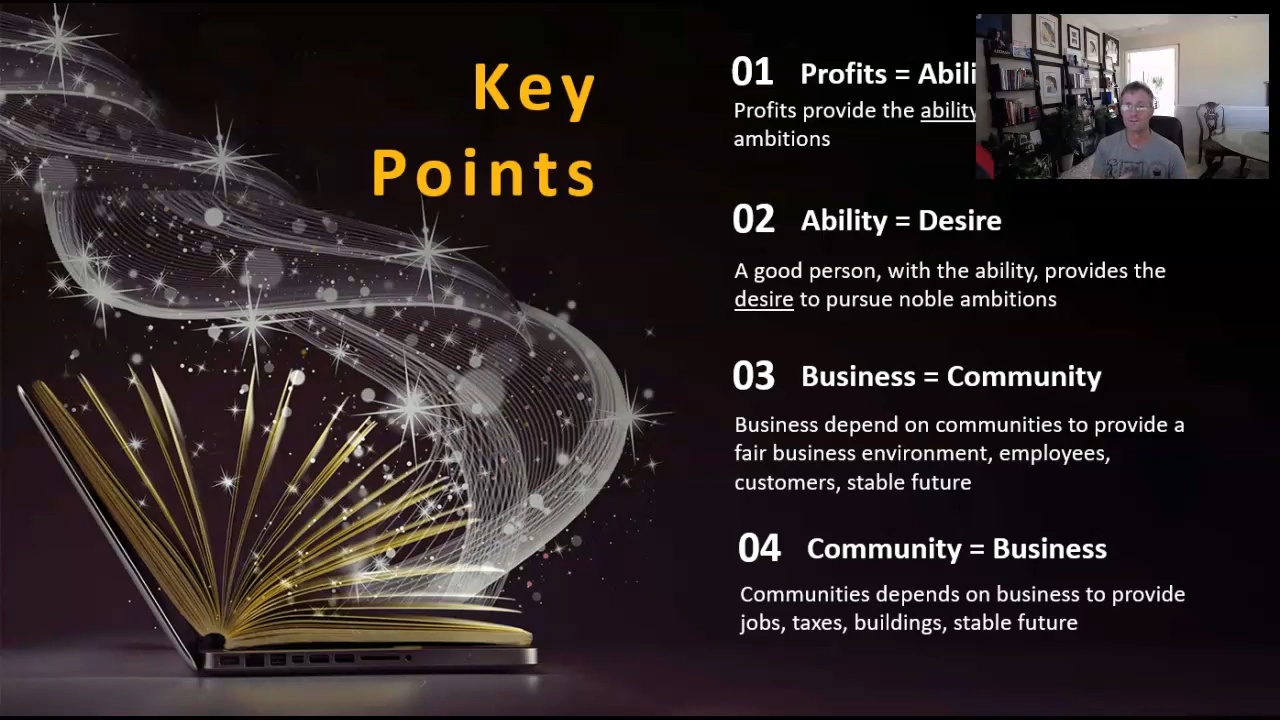 Key
Points
01 Profits = Abili
Profits provide the ability
ambitions
02 Ability = Desire
A good person, with the ability, provides the
desire to pursue noble ambitions
03 Business = Community
Business depend on communities to provide a
fair business environment, employees,
customers, stable future
04 Community = Business
Communities depends on business to provide
jobs, taxes, buildings, stable future